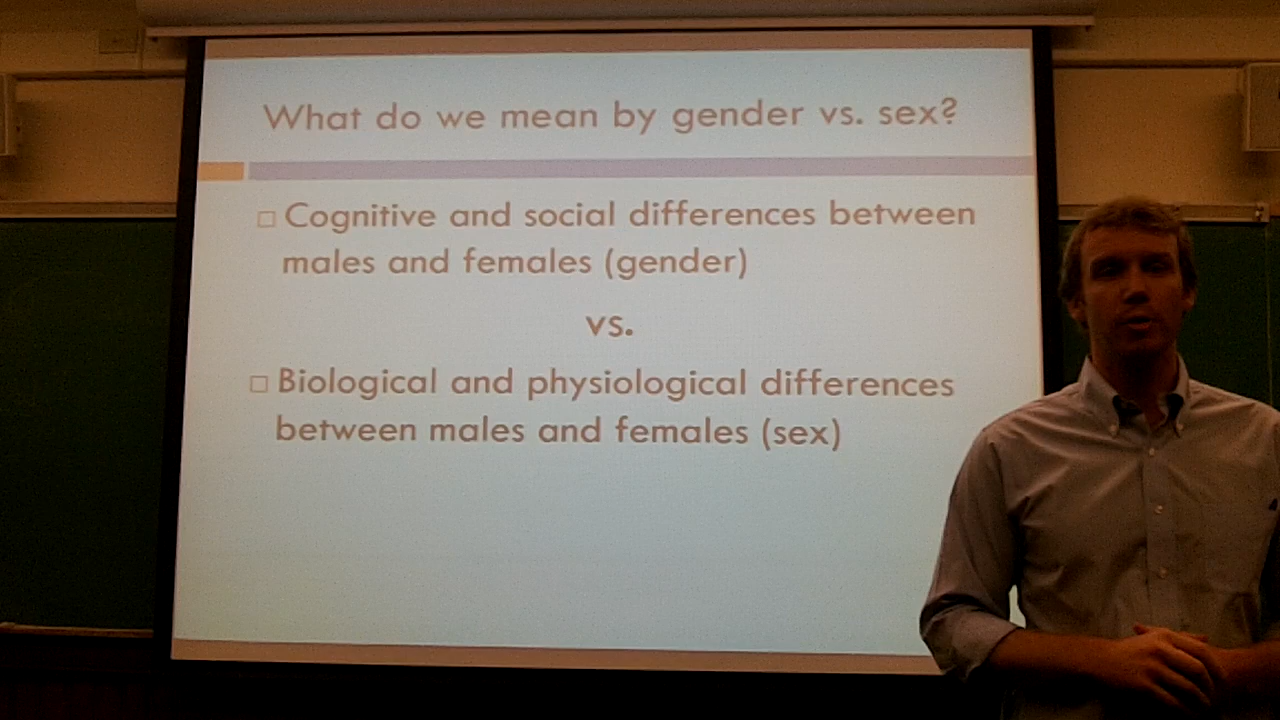 What do we mean by gender vs. sex?
Cognitive and social differences between
males and females (gender)
vs.
Biological and physiological differences
between males and females (sex)